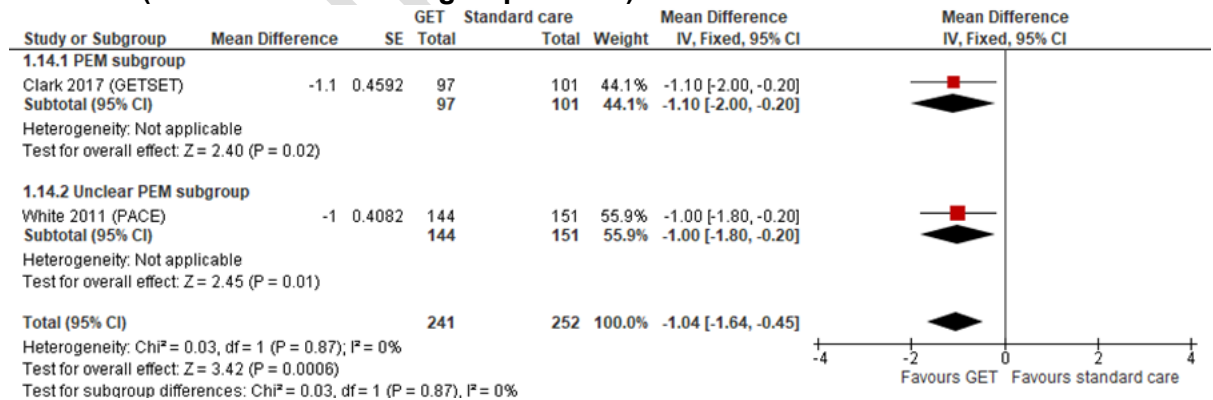 GET Standard care Mean Difference Mean Difference
Study or Subgroup Mean Difference SE Total Total Weight IV, Fixed, 95% CI IV, Fixed, 95% CI
1.14.1 PEM subgroup
Clark 2017 (GETSET) -1.1 0.4592 97 101 44.1% -1.10 [-2.00, -0.20]
Subtotal (95% CI) 97 101 44.1% -1.10 [-2.00, -0.20]
Heterogeneity: Not applicable
Test for overall effect: Z = 2.40 (P = 0.02)
1.14.2 Unclear PEM subgroup
White 2011 (PACE) -1 0.4082 144 151 55.9% -1.00 [-1.80, -0.20]
Subtotal (95% CI) 144 151 55.9% -1.00 [-1.80, -0.20]
Heterogeneity: Not applicable
Test for overall effect: Z = 2.45 (P = 0.01)
Total (95% CI) 241 252 100.0% -1.04 [-1.64, -0.45]
Heterogeneity: Chi² = 0.03, df = 1 (P = 0.87); I² = 0%
Test for overall effect: Z = 3.42 (P = 0.0006)
Test for subgroup differences: Chi² = 0.03, df = 1 (P = 0.87), I² = 0%
-4 -2 0 2 4
Favours GET Favours standard care